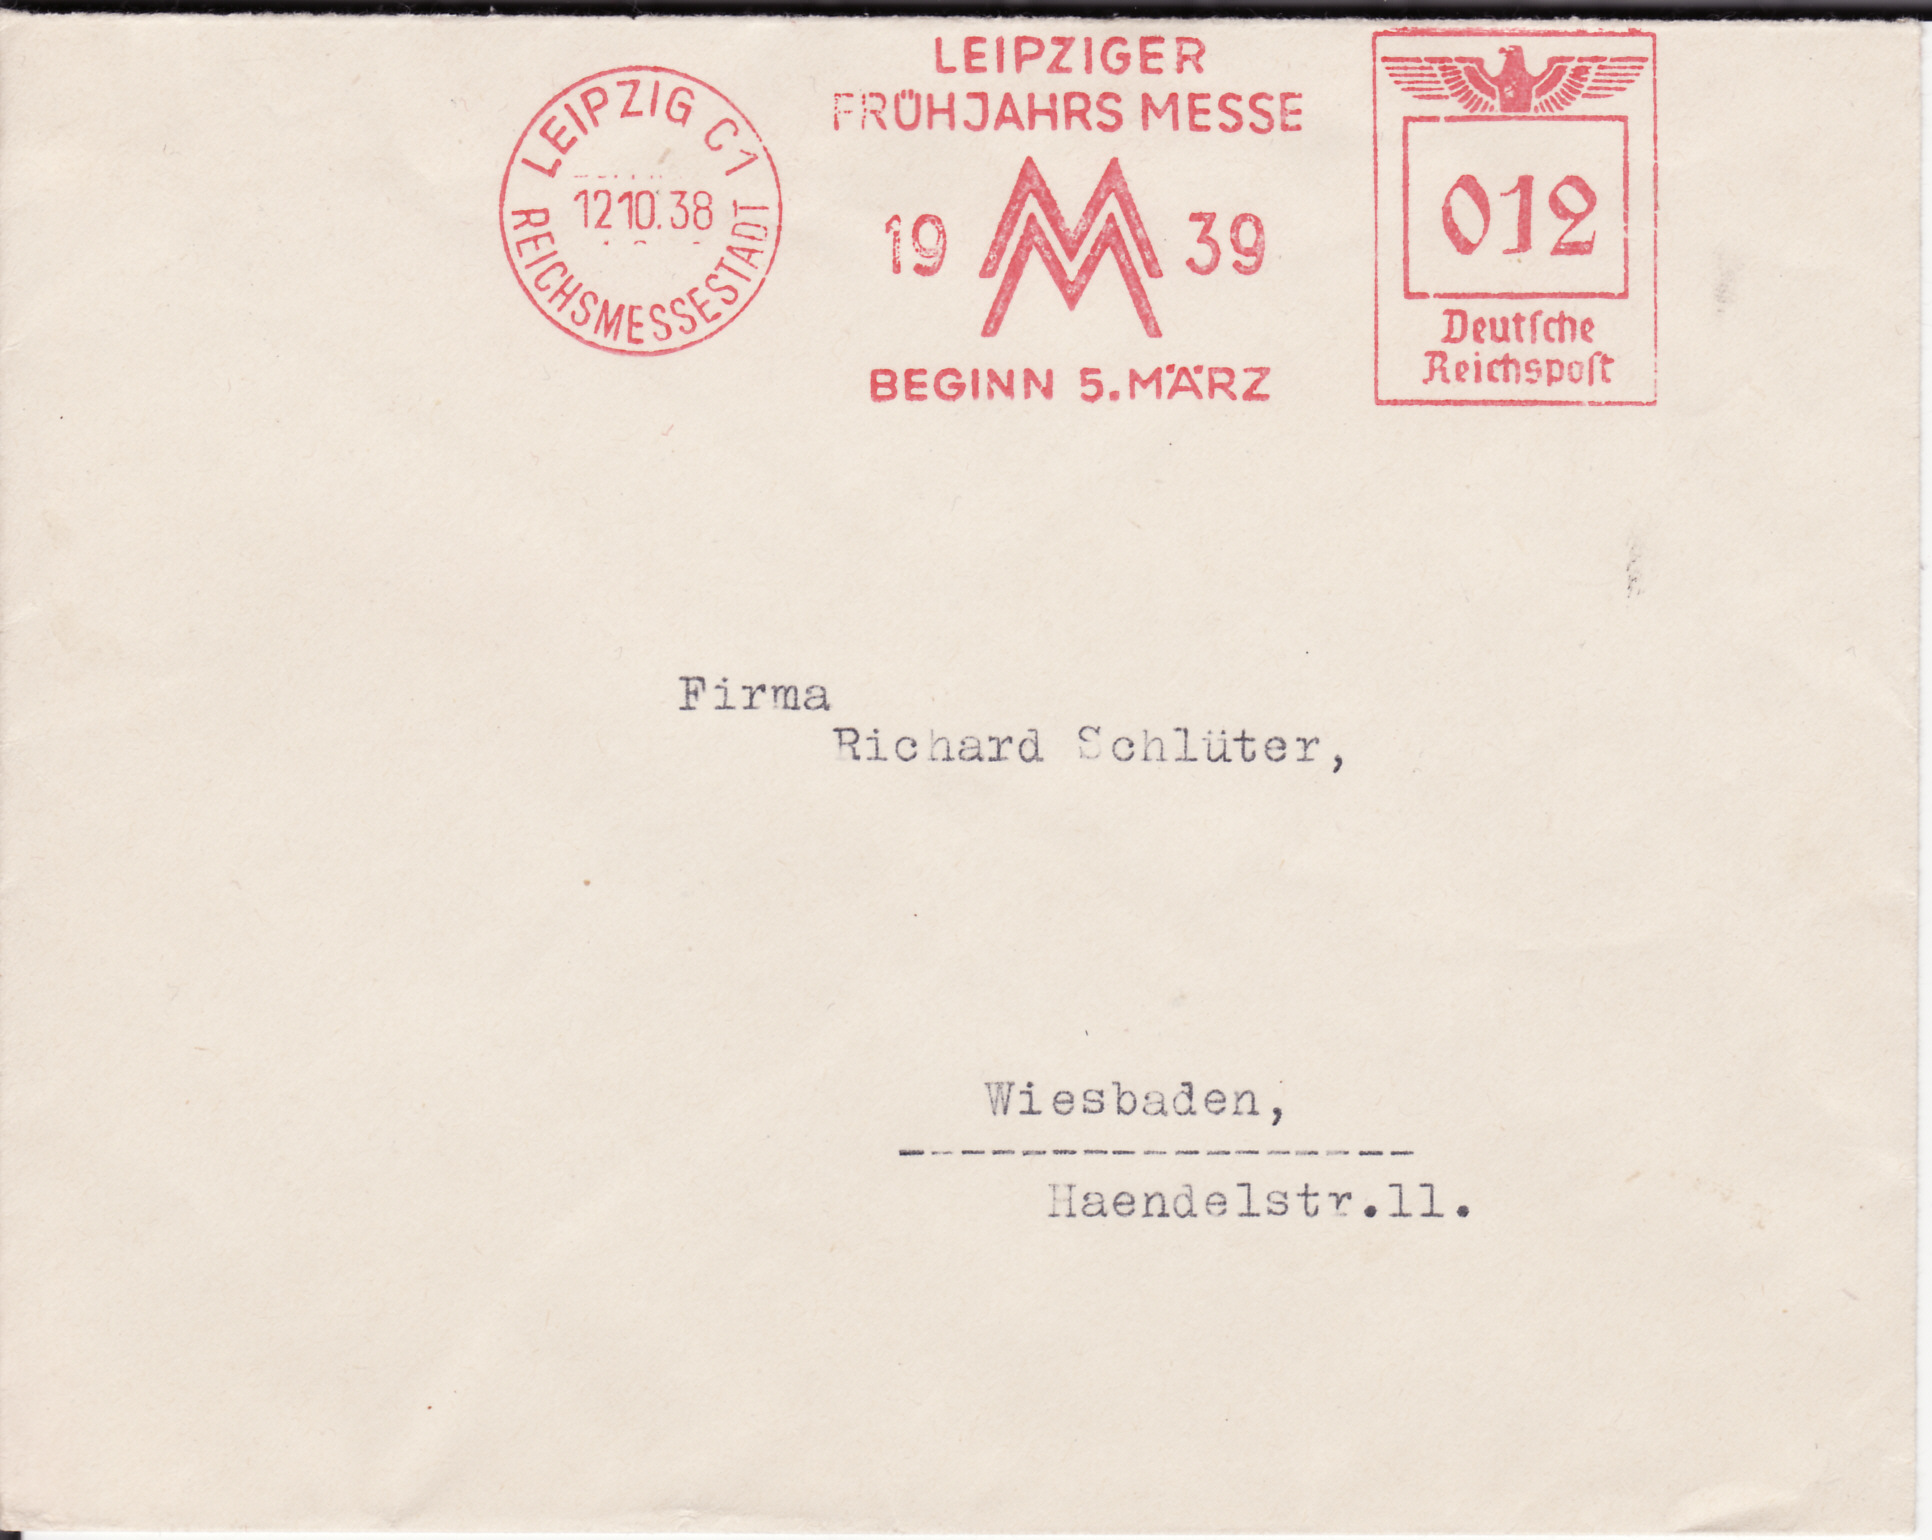 LEIPZIG C1
12.10.38
REICHSMESSESTADT
LEIPZIGER
FRÜHJAHRS MESSE
19 39
BEGINN 5. MÄRZ
012
Deutsche
Reichspost
Firma
Richard Schlüter,
Wiesbaden,
-----------------
Haendelstr.11.